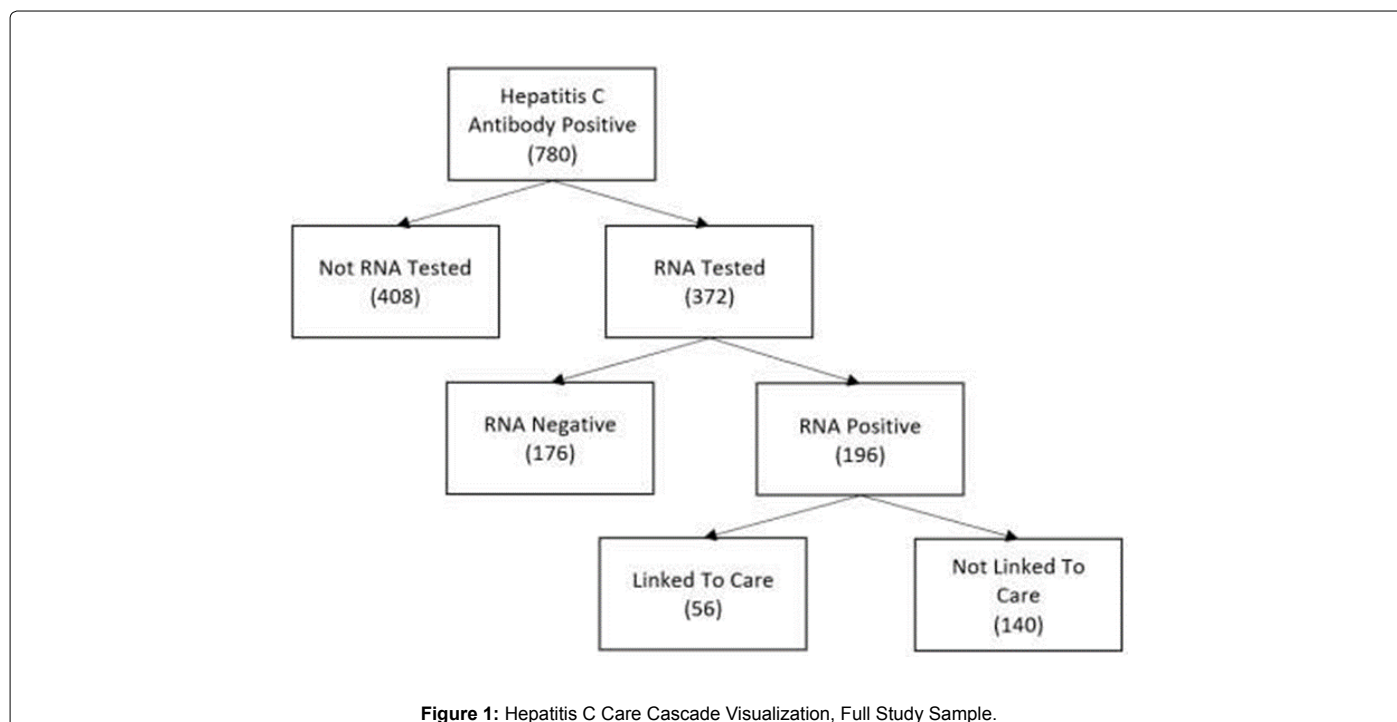 Hepatitis C
Antibody Positive
(780)
Not RNA Tested
(408)
RNA Tested
(372)
RNA Negative
(176)
RNA Positive
(196)
Linked To Care
(56)
Not Linked To
Care
(140)
Figure 1: Hepatitis C Care Cascade Visualization, Full Study Sample.